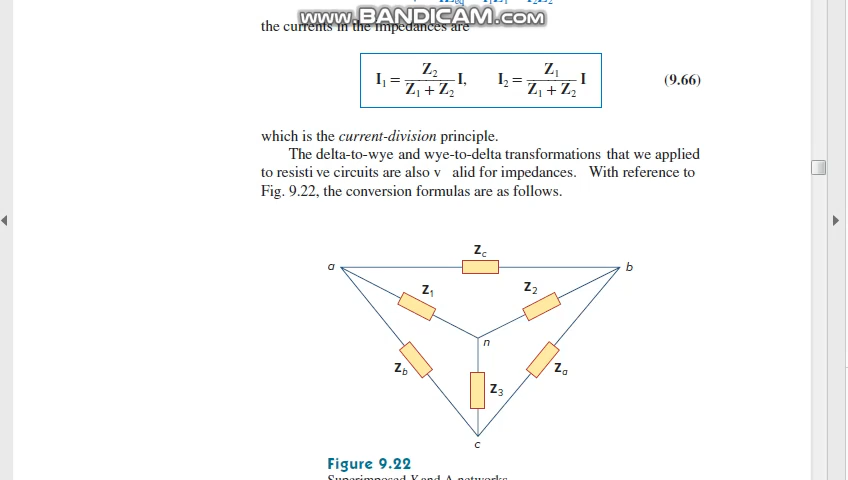 www.BANDICAM.com
the currents in the impedances are
I₁ = Z₂ / (Z₁ + Z₂) I,    I₂ = Z₁ / (Z₁ + Z₂) I    (9.66)
which is the current-division principle.
The delta-to-wye and wye-to-delta transformations that we applied
to resisti ve circuits are also v alid for impedances. With reference to
Fig. 9.22, the conversion formulas are as follows.
Z_c
a
b
Z₁
Z₂
n
Z_b
Z_a
Z₃
c
Figure 9.22
Superimposed Y and Δ networks.